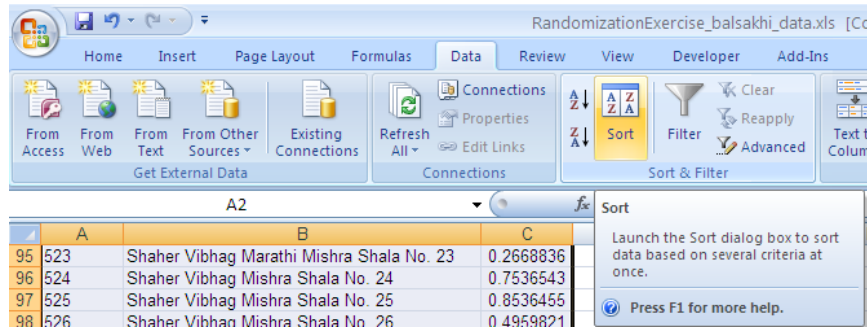 RandomizationExercise_balsakhi_data.xls [Co
Home Insert Page Layout Formulas Data Review View Developer Add-Ins
From Access
From Web
From Text
From Other Sources
Existing Connections
Get External Data
Refresh All
Connections
Properties
Edit Links
Connections
Sort
Filter
Clear
Reapply
Advanced
Sort & Filter
Text t
Colum
A2
fx
Sort
Launch the Sort dialog box to sort
data based on several criteria at
once.
Press F1 for more help.
A B C
95 523 Shaher Vibhag Marathi Mishra Shala No. 23 0.2668836
96 524 Shaher Vibhag Mishra Shala No. 24 0.7536543
97 525 Shaher Vibhag Mishra Shala No. 25 0.8536455
98 526 Shaher Vibhag Mishra Shala No. 26 0.4959821